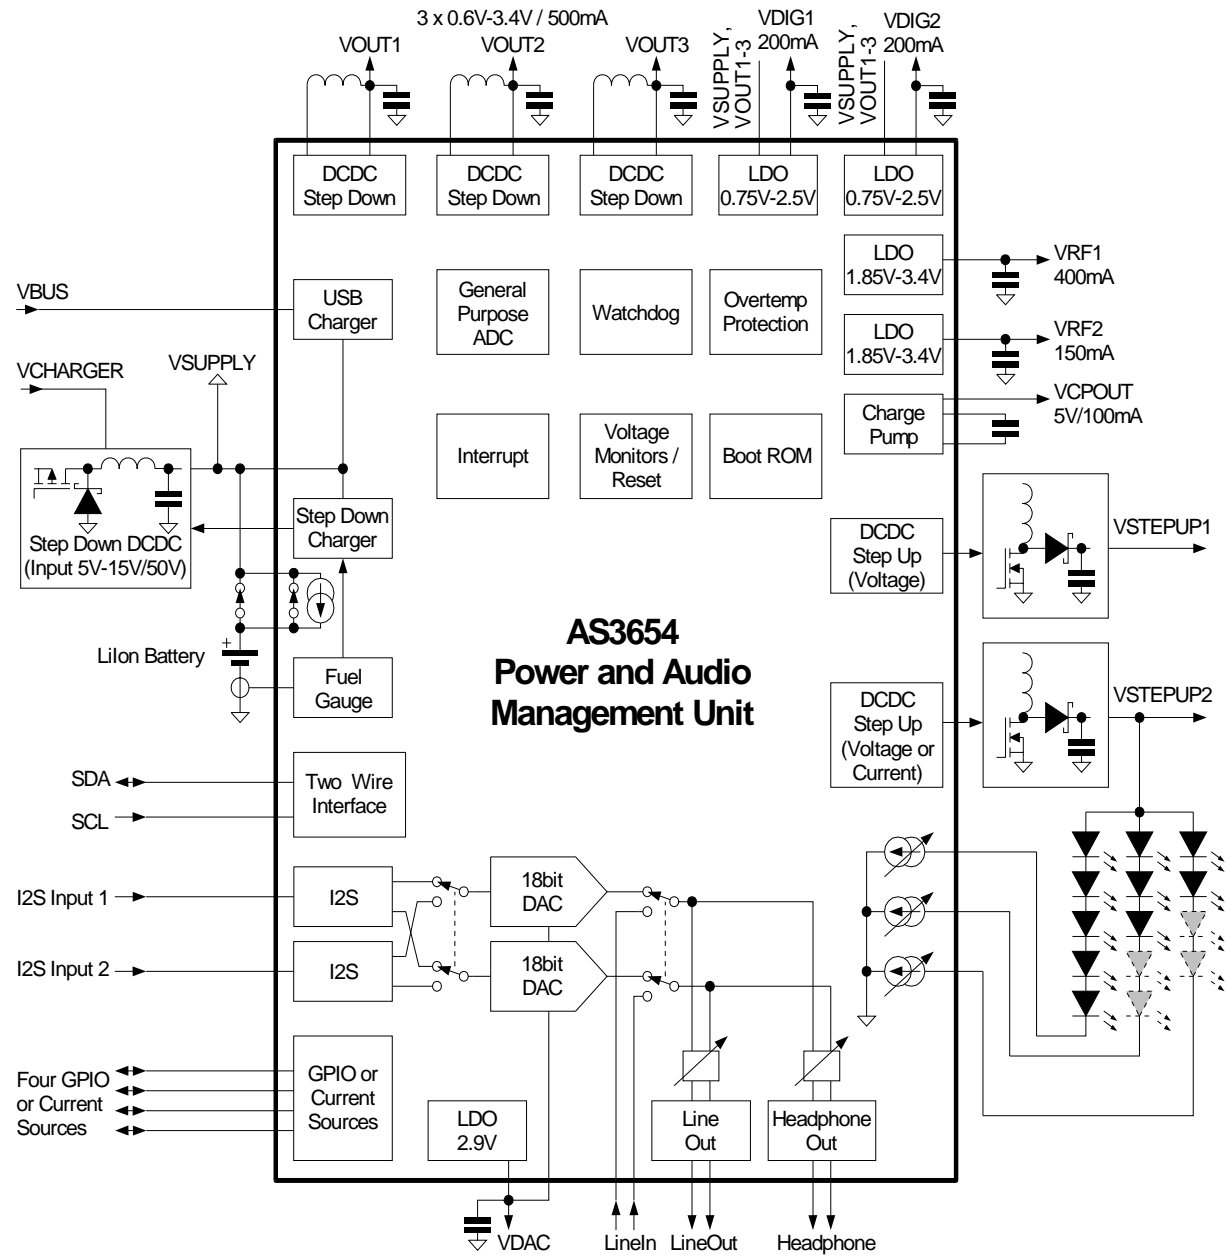 3 x 0.6V-3.4V / 500mA
VOUT1
VOUT2
VOUT3
VSUPPLY,
VOUT1-3
VDIG1
200mA
VSUPPLY,
VOUT1-3
VDIG2
200mA
DCDC
Step Down
DCDC
Step Down
DCDC
Step Down
LDO
0.75V-2.5V
LDO
0.75V-2.5V
LDO
1.85V-3.4V
VRF1
400mA
VBUS
USB
Charger
General
Purpose
ADC
Watchdog
Overtemp
Protection
LDO
1.85V-3.4V
VRF2
150mA
VCHARGER
VSUPPLY
Charge
Pump
VCPOUT
5V/100mA
Interrupt
Voltage
Monitors /
Reset
Boot ROM
Step Down DCDC
(Input 5V-15V/50V)
Step Down
Charger
DCDC
Step Up
(Voltage)
VSTEPUP1
AS3654
Power and Audio
Management Unit
+
LiIon Battery
Fuel
Gauge
DCDC
Step Up
(Voltage or
Current)
VSTEPUP2
SDA
SCL
Two Wire
Interface
I2S Input 1
I2S
18bit
DAC
I2S Input 2
I2S
18bit
DAC
Four GPIO
or Current
Sources
GPIO or
Current
Sources
LDO
2.9V
Line
Out
Headphone
Out
VDAC
LineIn
LineOut
Headphone